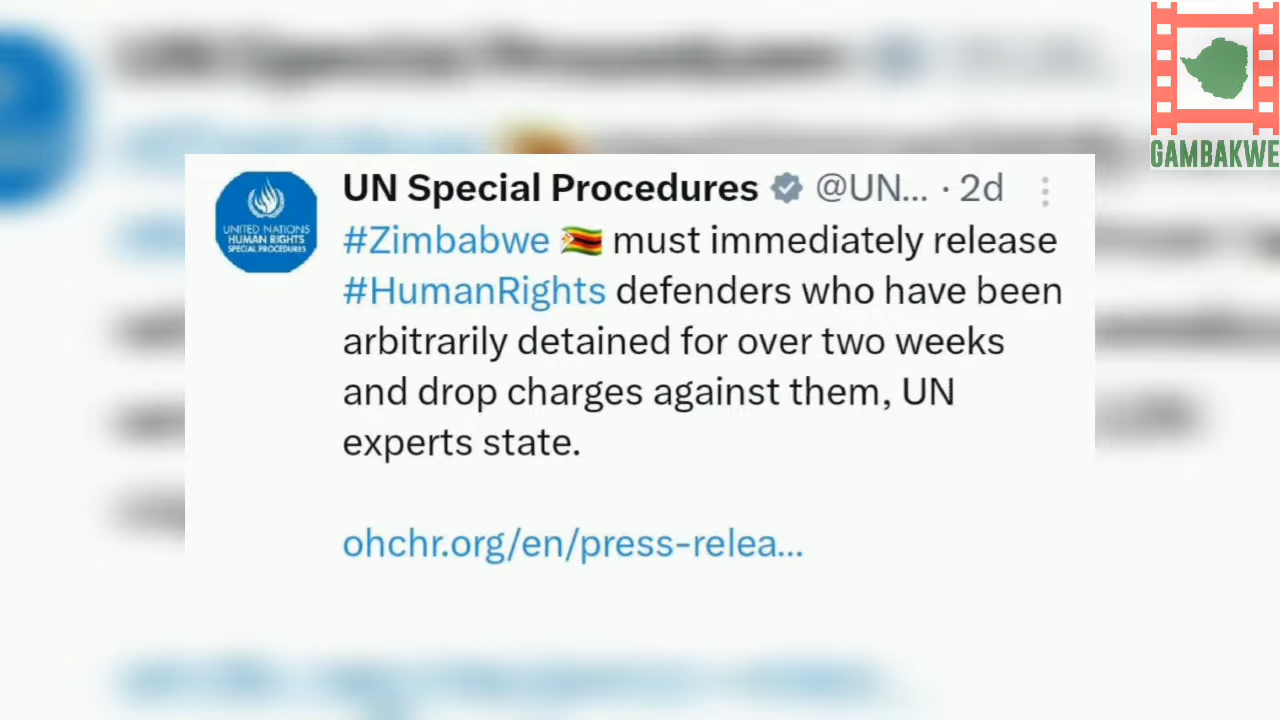 GAMBAKWE
UN Special Procedures @UN... · 2d
UNITED NATIONS
HUMAN RIGHTS
SPECIAL PROCEDURES
#Zimbabwe 🇿🇼 must immediately release
#HumanRights defenders who have been
arbitrarily detained for over two weeks
and drop charges against them, UN
experts state.
ohchr.org/en/press-relea...